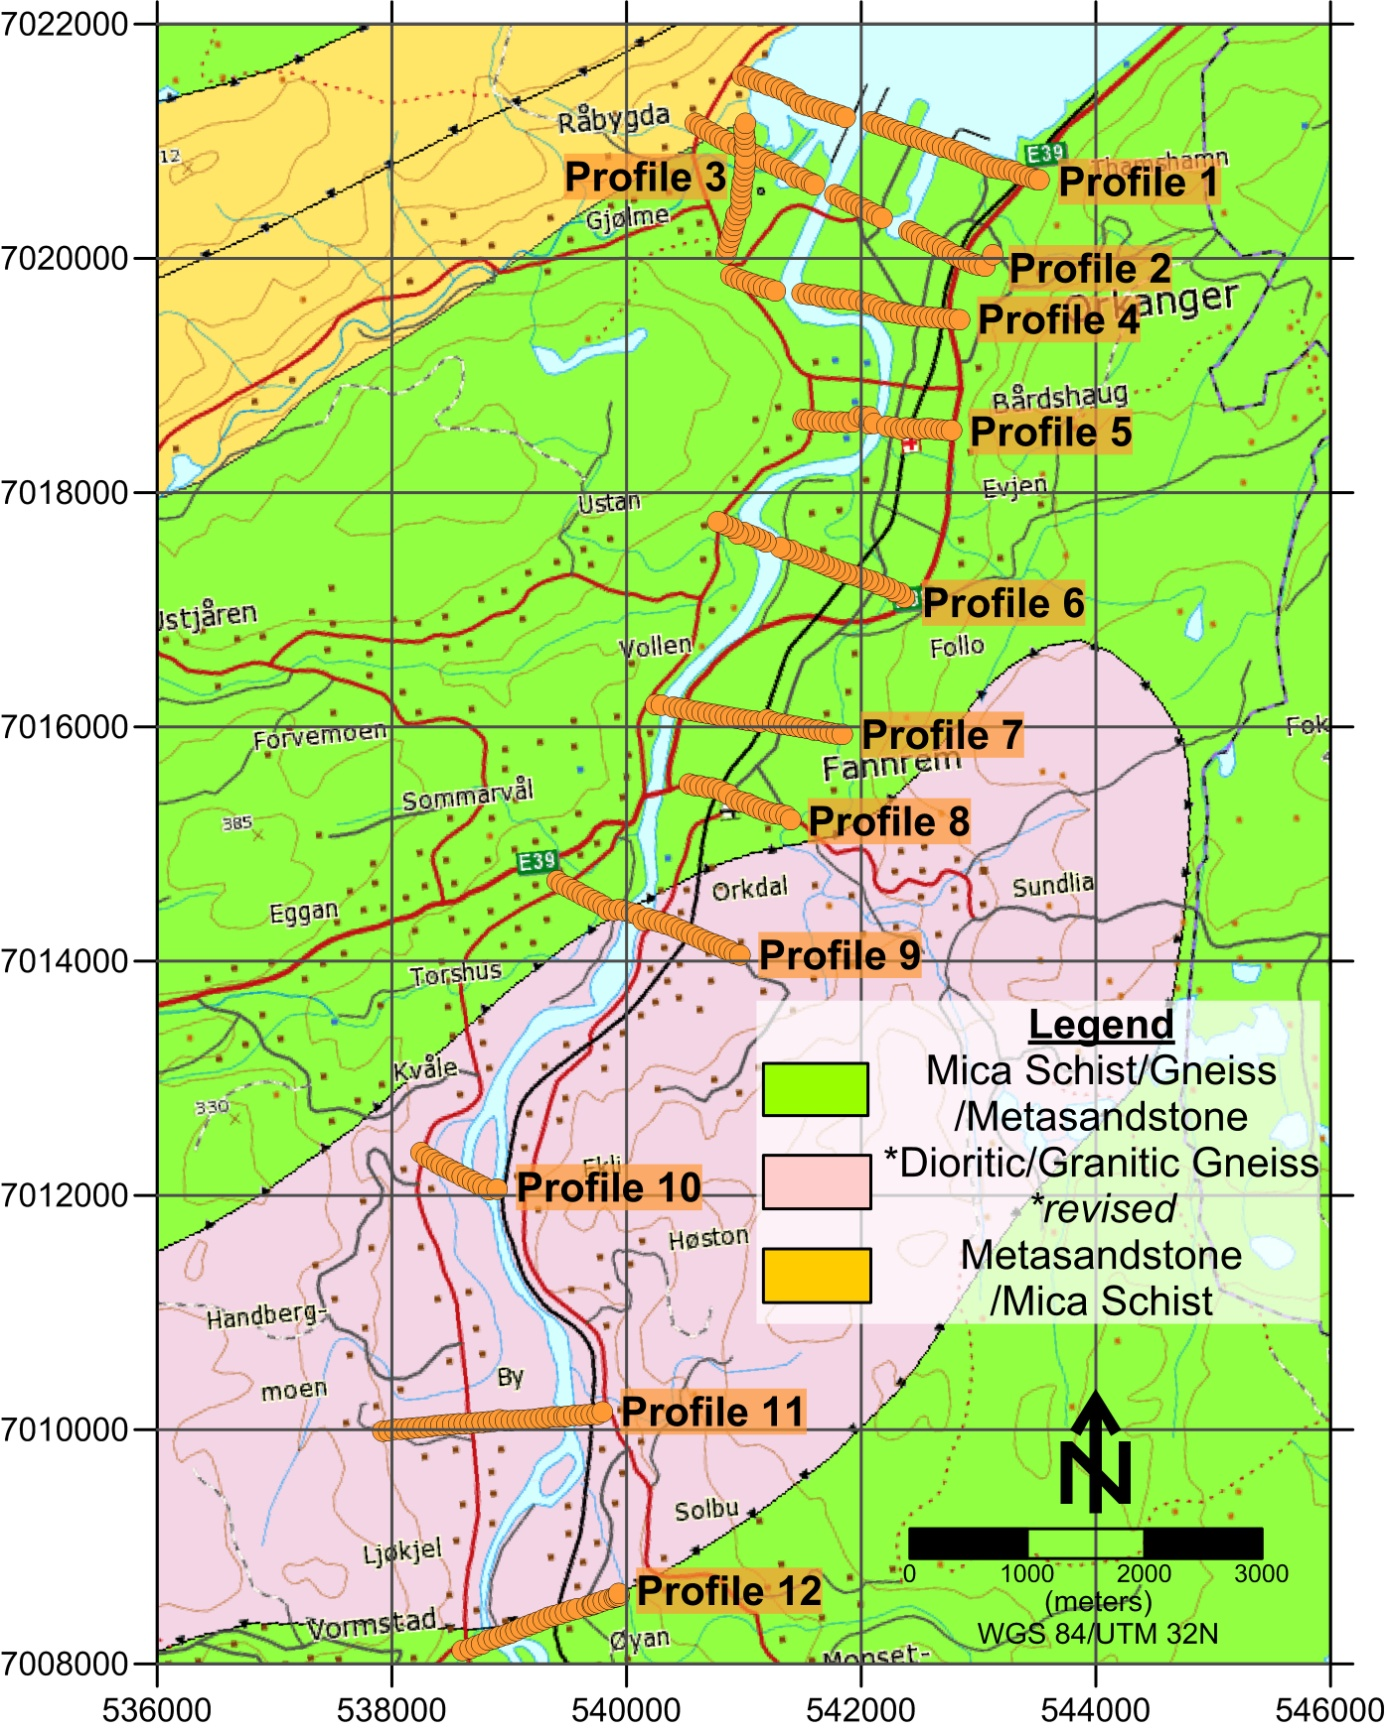 7022000
Råbygda
12
E39
Thamshamn
Profile 3
Profile 1
Gjølme
7020000
Profile 2
Orkanger
Profile 4
Bårdshaug
Profile 5
7018000
Evjen
Ustan
Profile 6
Ustjåren
Vollen
Follo
7016000
Profile 7
Føk
Forvemoen
Fannrem
Sommarvål
385
Profile 8
E39
Orkdal
Sundlia
Eggan
7014000
Profile 9
Torshus
Legend
Mica Schist/Gneiss
/Metasandstone
Kvåle
330
*Dioritic/Granitic Gneiss
*revised
Ekli
7012000
Profile 10
Høston
Metasandstone
/Mica Schist
Handberg-
moen
By
7010000
Profile 11
N
Solbu
Ljøkjel
0 1000 2000 3000
(meters)
WGS 84/UTM 32N
Profile 12
Vormstad
Øyan
Monset-
7008000
536000 538000 540000 542000 544000 546000